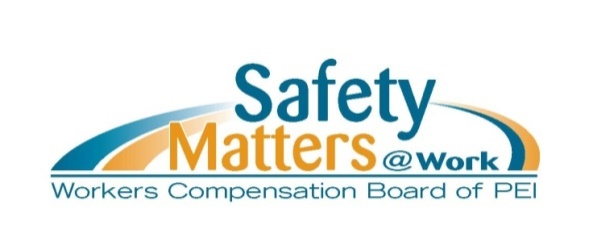 Safety
Matters @ Work
Workers Compensation Board of PEI